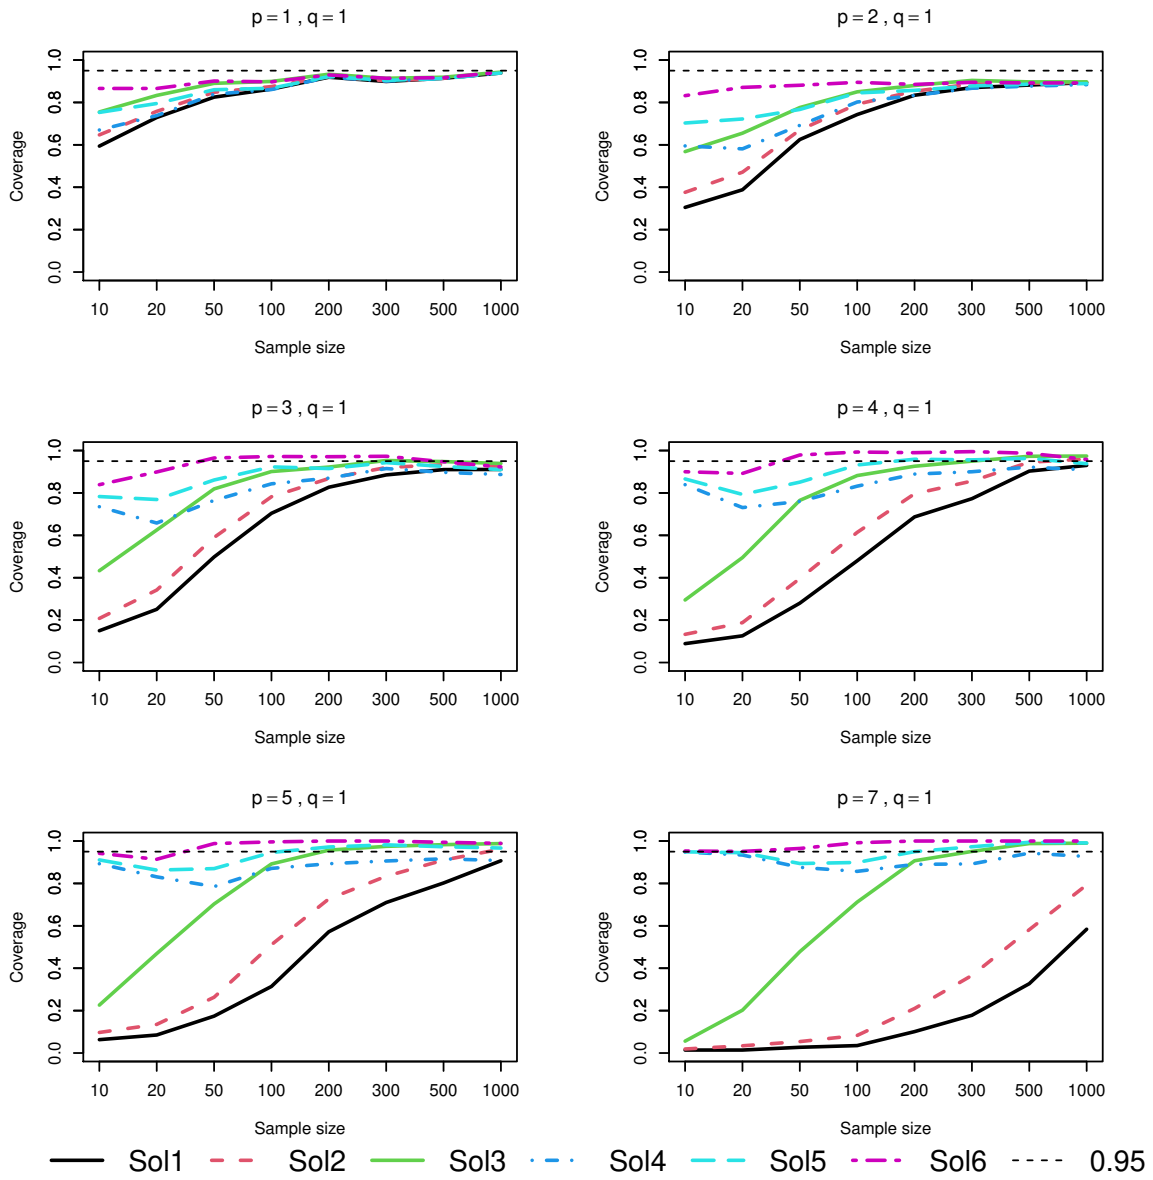 p = 1 , q = 1
p = 2 , q = 1
1.0
0.8
0.6
0.4
0.2
0.0
Coverage
10 20 50 100 200 300 500 1000
Sample size
1.0
0.8
0.6
0.4
0.2
0.0
Coverage
10 20 50 100 200 300 500 1000
Sample size
p = 3 , q = 1
p = 4 , q = 1
1.0
0.8
0.6
0.4
0.2
0.0
Coverage
10 20 50 100 200 300 500 1000
Sample size
1.0
0.8
0.6
0.4
0.2
0.0
Coverage
10 20 50 100 200 300 500 1000
Sample size
p = 5 , q = 1
p = 7 , q = 1
1.0
0.8
0.6
0.4
0.2
0.0
Coverage
10 20 50 100 200 300 500 1000
Sample size
1.0
0.8
0.6
0.4
0.2
0.0
Coverage
10 20 50 100 200 300 500 1000
Sample size
Sol1 Sol2 Sol3 Sol4 Sol5 Sol6 0.95